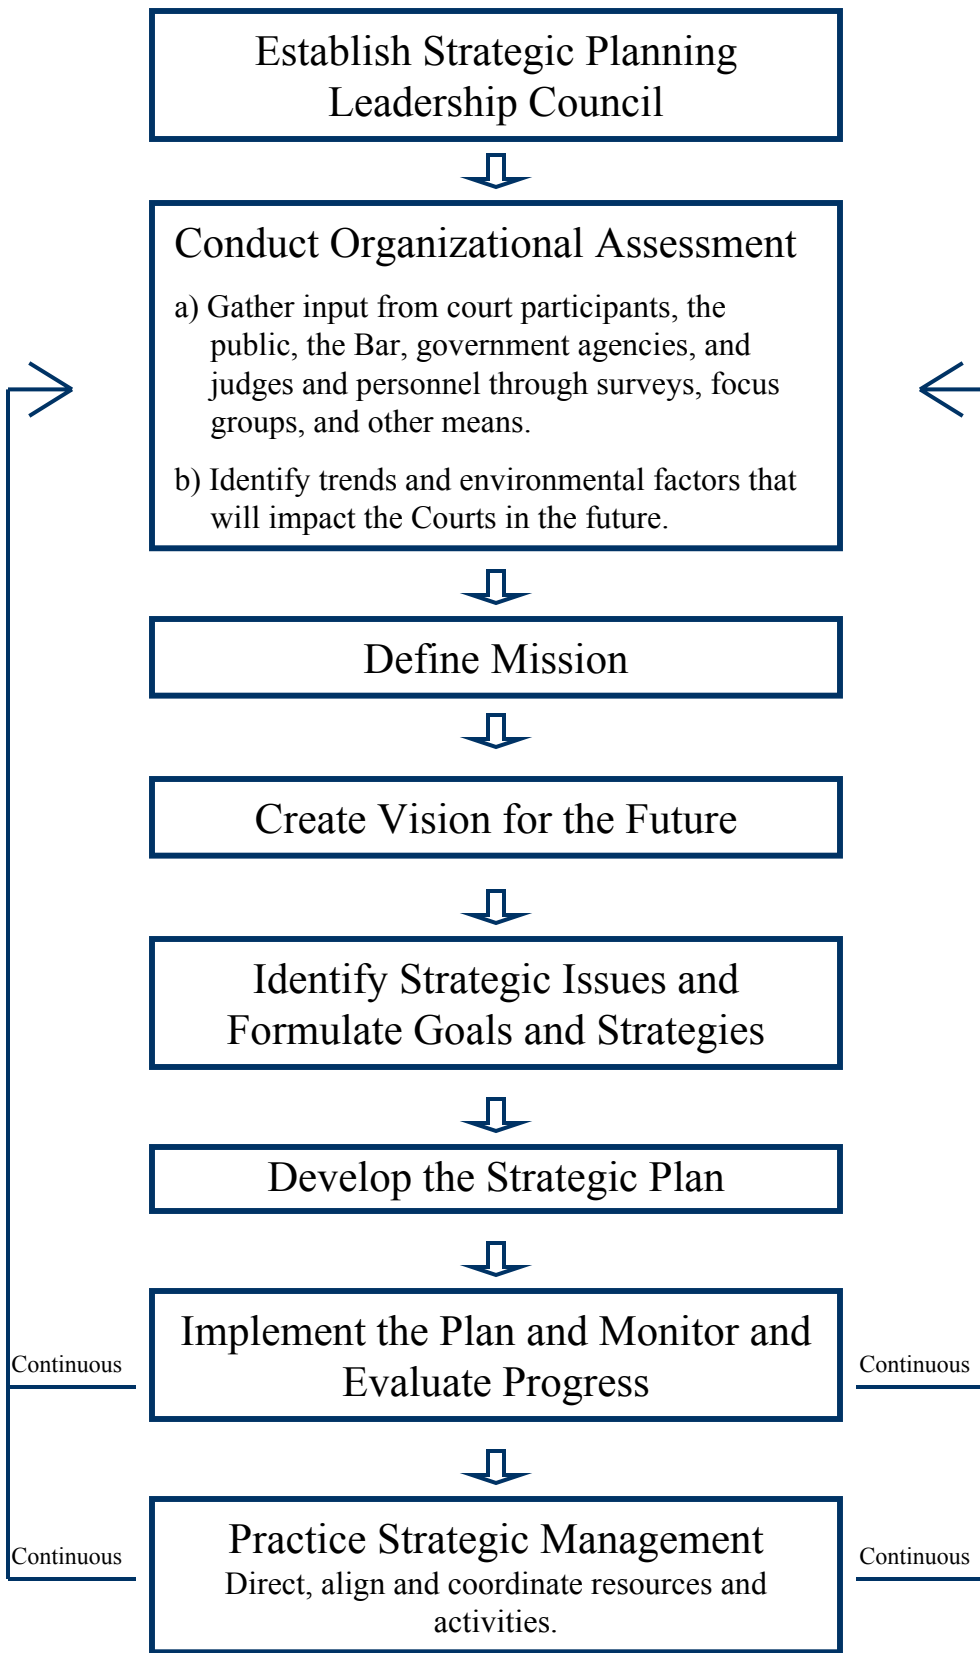 Establish Strategic Planning
Leadership Council
Conduct Organizational Assessment
a) Gather input from court participants, the
public, the Bar, government agencies, and
judges and personnel through surveys, focus
groups, and other means.
b) Identify trends and environmental factors that
will impact the Courts in the future.
Define Mission
Create Vision for the Future
Identify Strategic Issues and
Formulate Goals and Strategies
Develop the Strategic Plan
Implement the Plan and Monitor and
Evaluate Progress
Continuous
Continuous
Practice Strategic Management
Direct, align and coordinate resources and
activities.
Continuous
Continuous